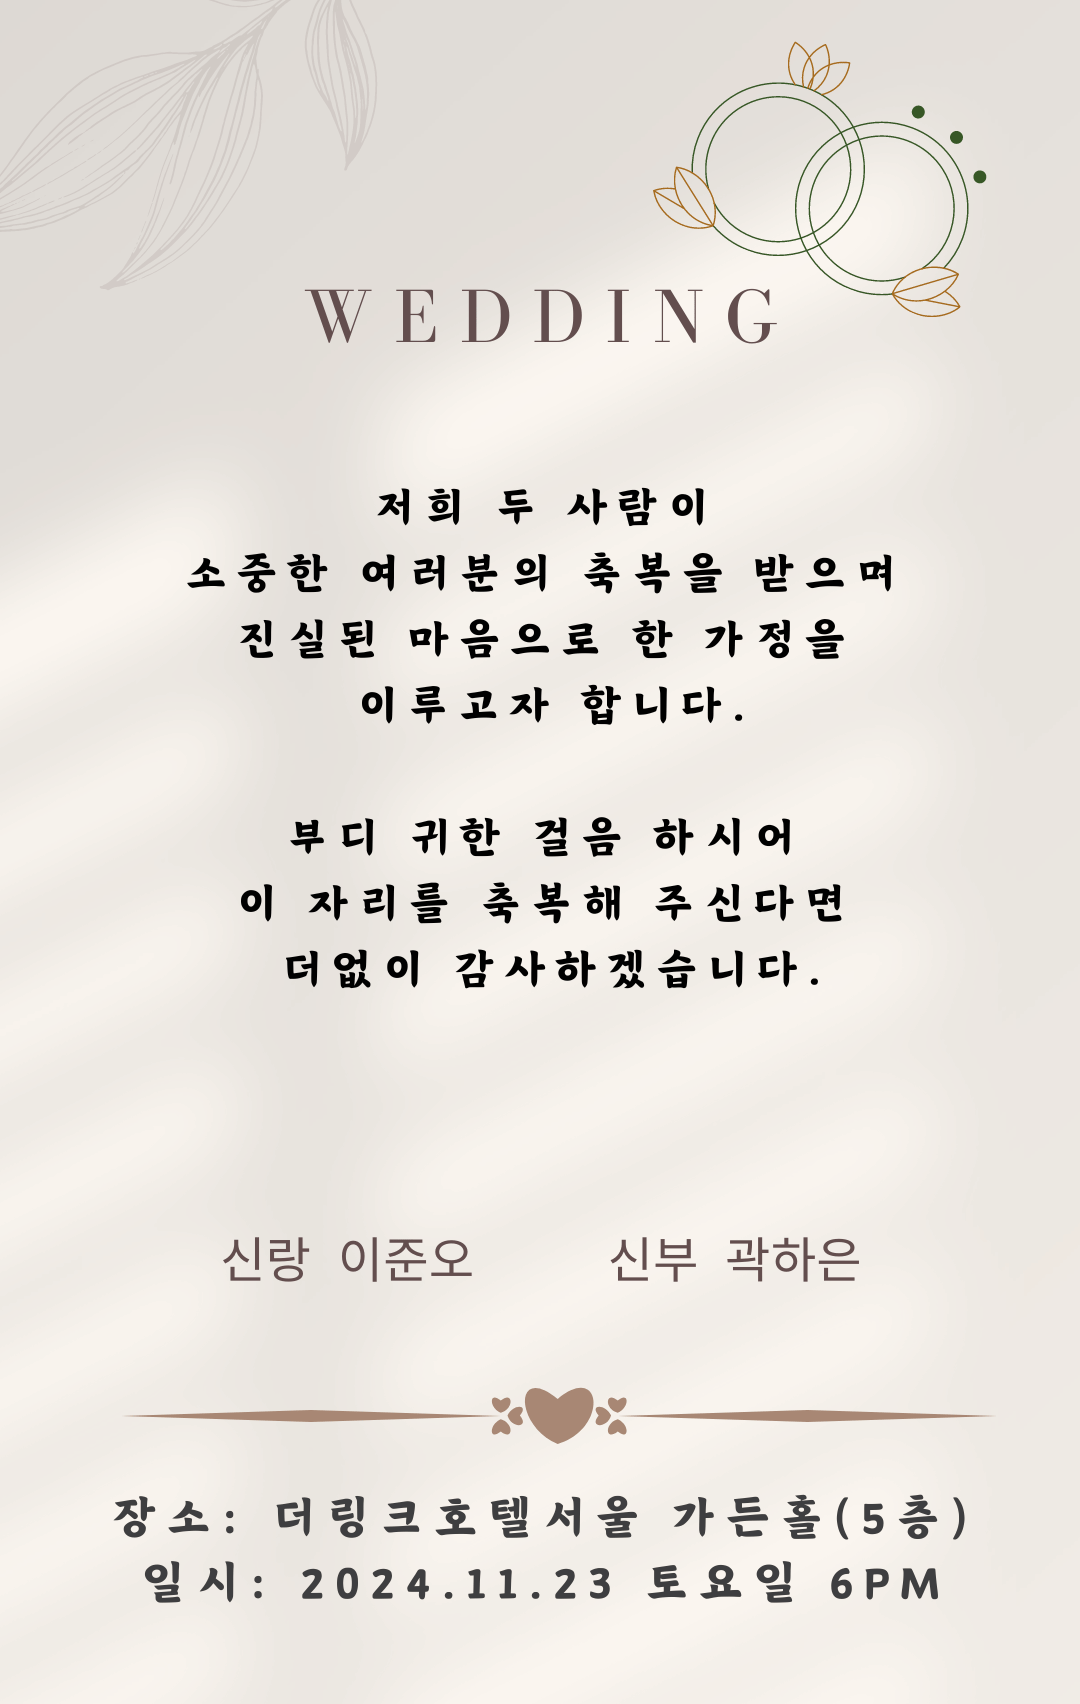 WEDDING
저희 두 사람이
소중한 여러분의 축복을 받으며
진실된 마음으로 한 가정을
이루고자 합니다.
부디 귀한 걸음 하시어
이 자리를 축복해 주신다면
더없이 감사하겠습니다.
신랑 이준오 신부 곽하은
장소: 더링크호텔서울 가든홀(5층)
일시: 2024.11.23 토요일 6PM